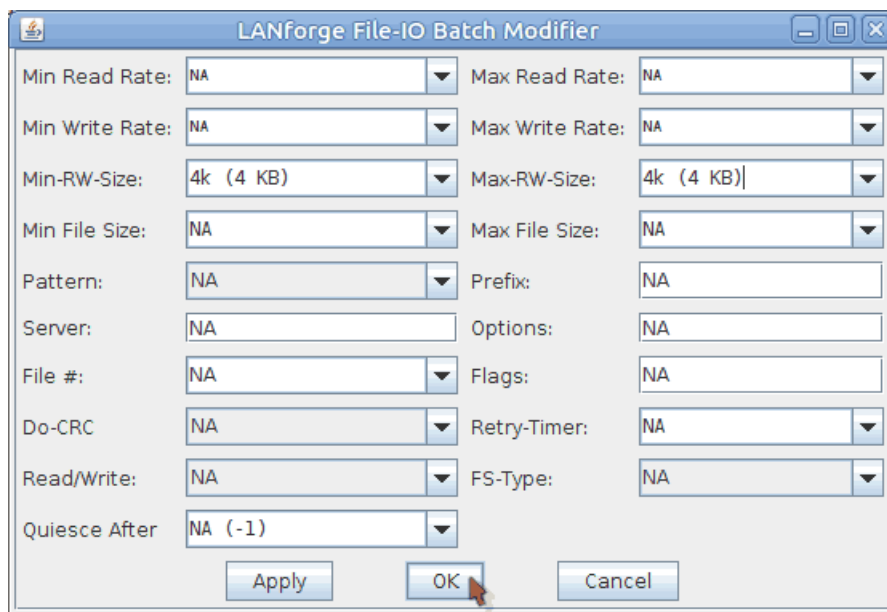 LANforge File-IO Batch Modifier
Min Read Rate: NA Max Read Rate: NA
Min Write Rate: NA Max Write Rate: NA
Min-RW-Size: 4k (4 KB) Max-RW-Size: 4k (4 KB)
Min File Size: NA Max File Size: NA
Pattern: NA Prefix: NA
Server: NA Options: NA
File #: NA Flags: NA
Do-CRC NA Retry-Timer: NA
Read/Write: NA FS-Type: NA
Quiesce After NA (-1)
Apply OK Cancel